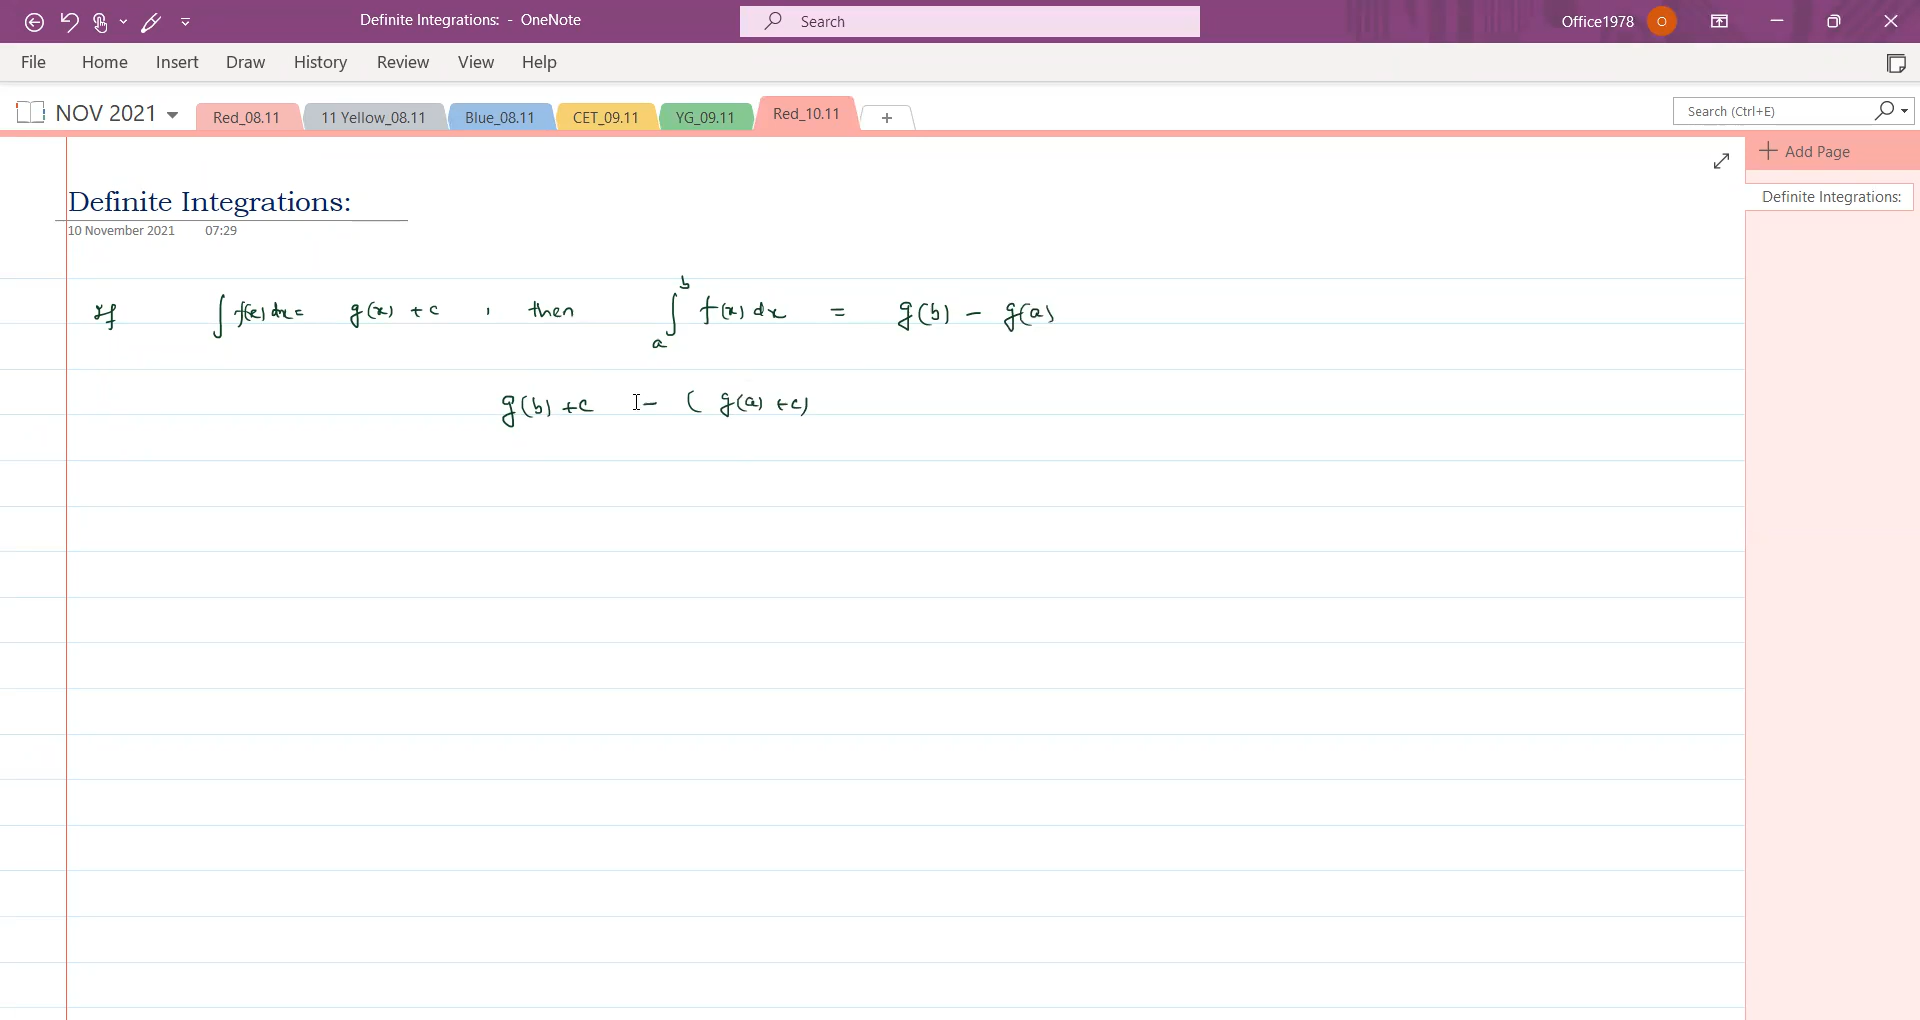 Definite Integrations: - OneNote
Search
Office1978 O
File Home Insert Draw History Review View Help
NOV 2021 Red_08.11 11 Yellow_08.11 Blue_08.11 CET_09.11 YG_09.11 Red_10.11 +
Search (Ctrl+E)
Add Page
Definite Integrations:
Definite Integrations:
10 November 2021 07:29
If ∫ f(x) dx = g(x) + c , then ∫_a^b f(x) dx = g(b) - g(a)
g(b) + c - ( g(a) + c)